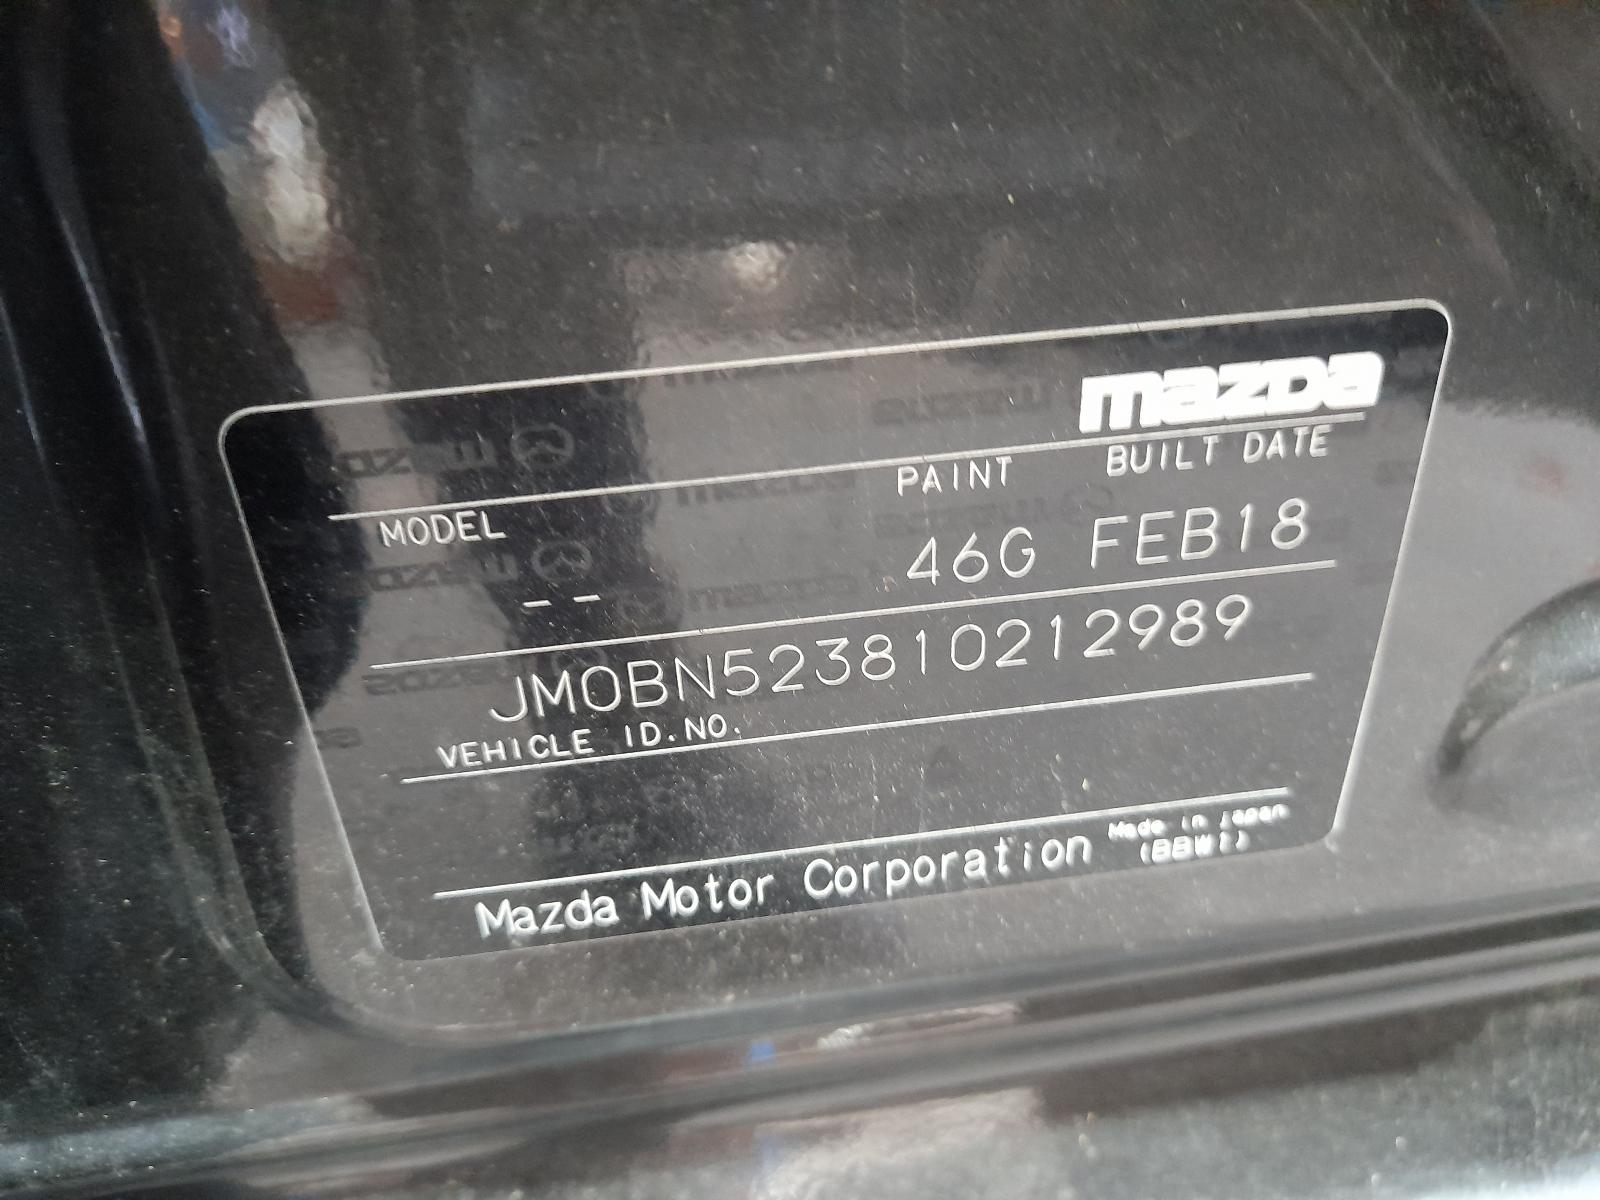 mazda
MODEL PAINT BUILT DATE
-- 46G FEB18
JM0BN523810212989
VEHICLE ID.NO.
Mazda Motor Corporation Made in Japan
(BBW1)